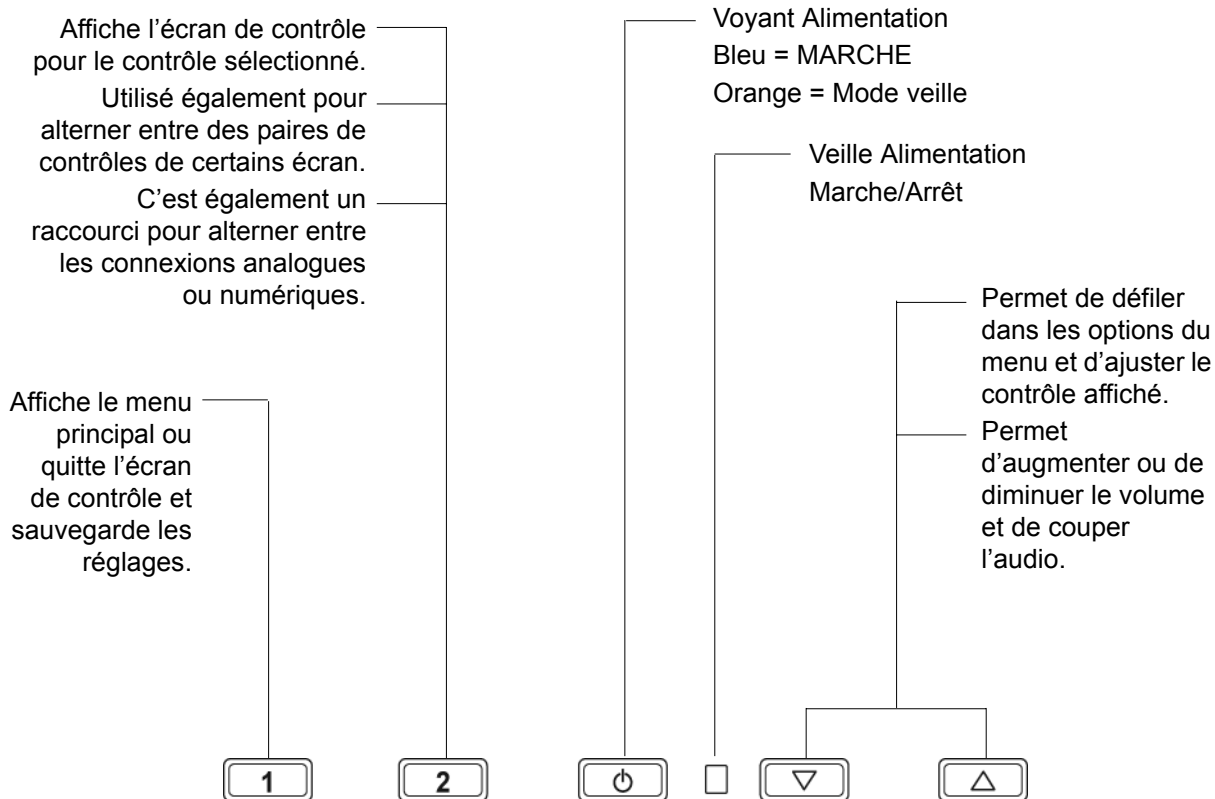 Affiche l'écran de contrôle
pour le contrôle sélectionné.
Utilisé également pour
alterner entre des paires de
contrôles de certains écran.
C'est également un
raccourci pour alterner entre
les connexions analogues
ou numériques.
Affiche le menu
principal ou
quitte l'écran
de contrôle et
sauvegarde les
réglages.
Voyant Alimentation
Bleu = MARCHE
Orange = Mode veille
Veille Alimentation
Marche/Arrêt
Permet de défiler
dans les options du
menu et d'ajuster le
contrôle affiché.
Permet
d'augmenter ou de
diminuer le volume
et de couper
l'audio.
1
2